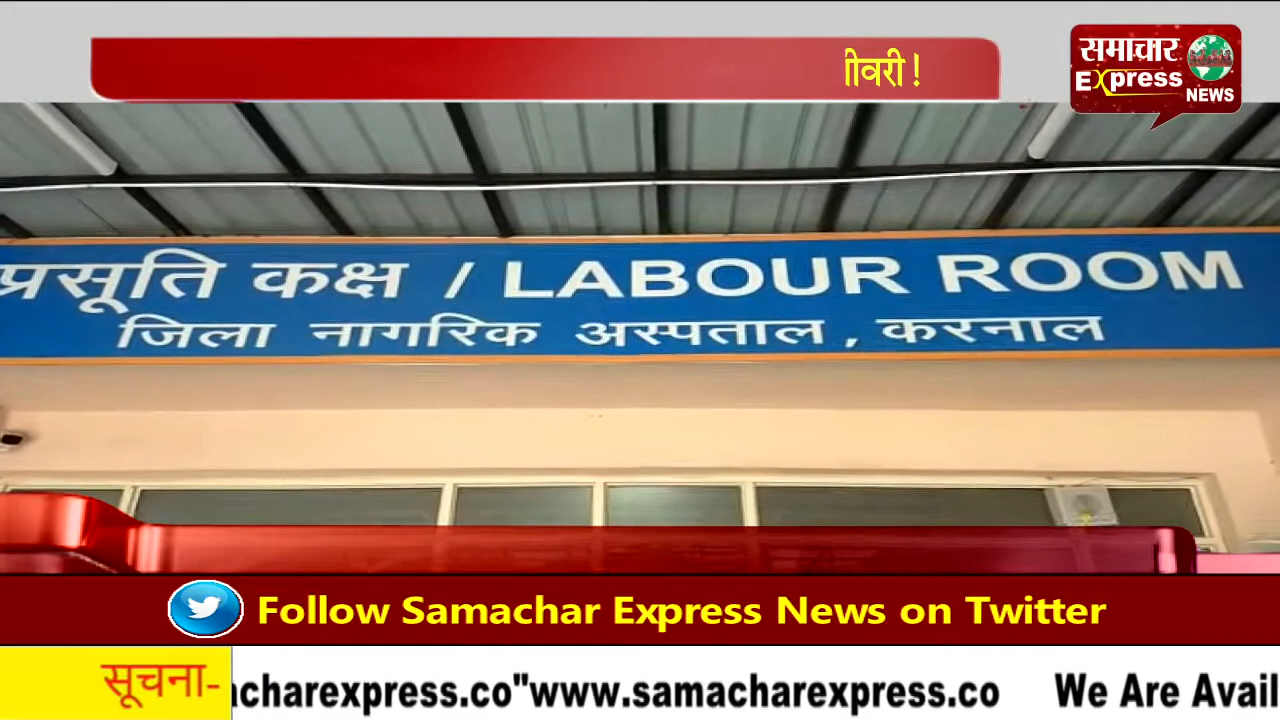 ीवरी !
समाचार
Express
NEWS
प्रसूति कक्ष / LABOUR ROOM
जिला नागरिक अस्पताल , करनाल
Follow Samachar Express News on Twitter
सूचना- acharexpress.co"www.samacharexpress.co We Are Avail